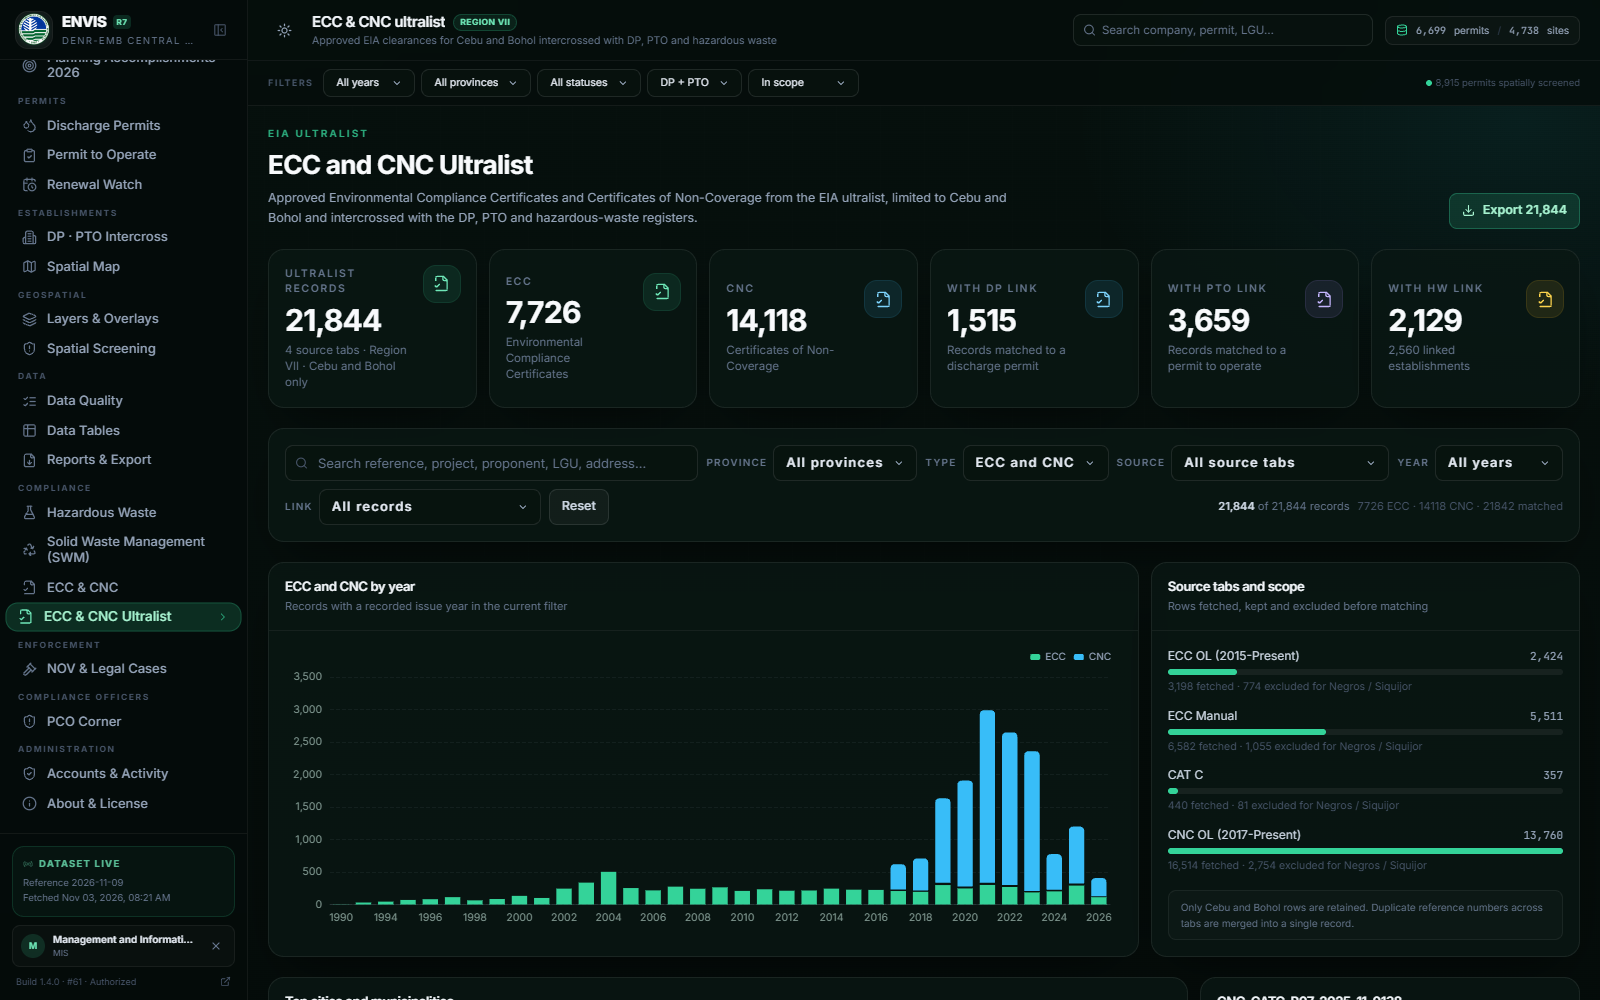 ENVIS R7
DENR-EMB CENTRAL ...
2026
PERMITS
Discharge Permits
Permit to Operate
Renewal Watch
ESTABLISHMENTS
DP · PTO Intercross
Spatial Map
GEOSPATIAL
Layers & Overlays
Spatial Screening
DATA
Data Quality
Data Tables
Reports & Export
COMPLIANCE
Hazardous Waste
Solid Waste Management
(SWM)
ECC & CNC
ECC & CNC Ultralist
ENFORCEMENT
NOV & Legal Cases
COMPLIANCE OFFICERS
PCO Corner
ADMINISTRATION
Accounts & Activity
About & License
DATASET LIVE
Reference 2026-11-09
Fetched Nov 03, 2026, 08:21 AM
M
Management and Informati...
MIS
Build 1.4.0 · #61 · Authorized
ECC & CNC ultralist REGION VII
Approved EIA clearances for Cebu and Bohol intercrossed with DP, PTO and hazardous waste
Search company, permit, LGU...
6,699 permits / 4,738 sites
FILTERS
All years
All provinces
All statuses
DP + PTO
In scope
8,915 permits spatially screened
EIA ULTRALIST
ECC and CNC Ultralist
Approved Environmental Compliance Certificates and Certificates of Non-Coverage from the EIA ultralist, limited to Cebu and
Bohol and intercrossed with the DP, PTO and hazardous-waste registers.
Export 21,844
ULTRALIST
RECORDS
21,844
4 source tabs · Region
VII · Cebu and Bohol
only
ECC
7,726
Environmental
Compliance
Certificates
CNC
14,118
Certificates of Non-
Coverage
WITH DP LINK
1,515
Records matched to a
discharge permit
WITH PTO LINK
3,659
Records matched to a
permit to operate
WITH HW LINK
2,129
2,560 linked
establishments
Search reference, project, proponent, LGU, address...
PROVINCE
All provinces
TYPE
ECC and CNC
SOURCE
All source tabs
YEAR
All years
LINK
All records
Reset
21,844 of 21,844 records 7726 ECC · 14118 CNC · 21842 matched
ECC and CNC by year
Records with a recorded issue year in the current filter
ECC
CNC
3,500
3,000
2,500
2,000
1,500
1,000
500
0
1990
1994
1996
1998
2000
2002
2004
2006
2008
2010
2012
2014
2016
2018
2020
2022
2024
2026
Source tabs and scope
Rows fetched, kept and excluded before matching
ECC OL (2015-Present) 2,424
3,198 fetched · 774 excluded for Negros / Siquijor
ECC Manual 5,511
6,582 fetched · 1,055 excluded for Negros / Siquijor
CAT C 357
440 fetched · 81 excluded for Negros / Siquijor
CNC OL (2017-Present) 13,760
16,514 fetched · 2,754 excluded for Negros / Siquijor
Only Cebu and Bohol rows are retained. Duplicate reference numbers across
tabs are merged into a single record.